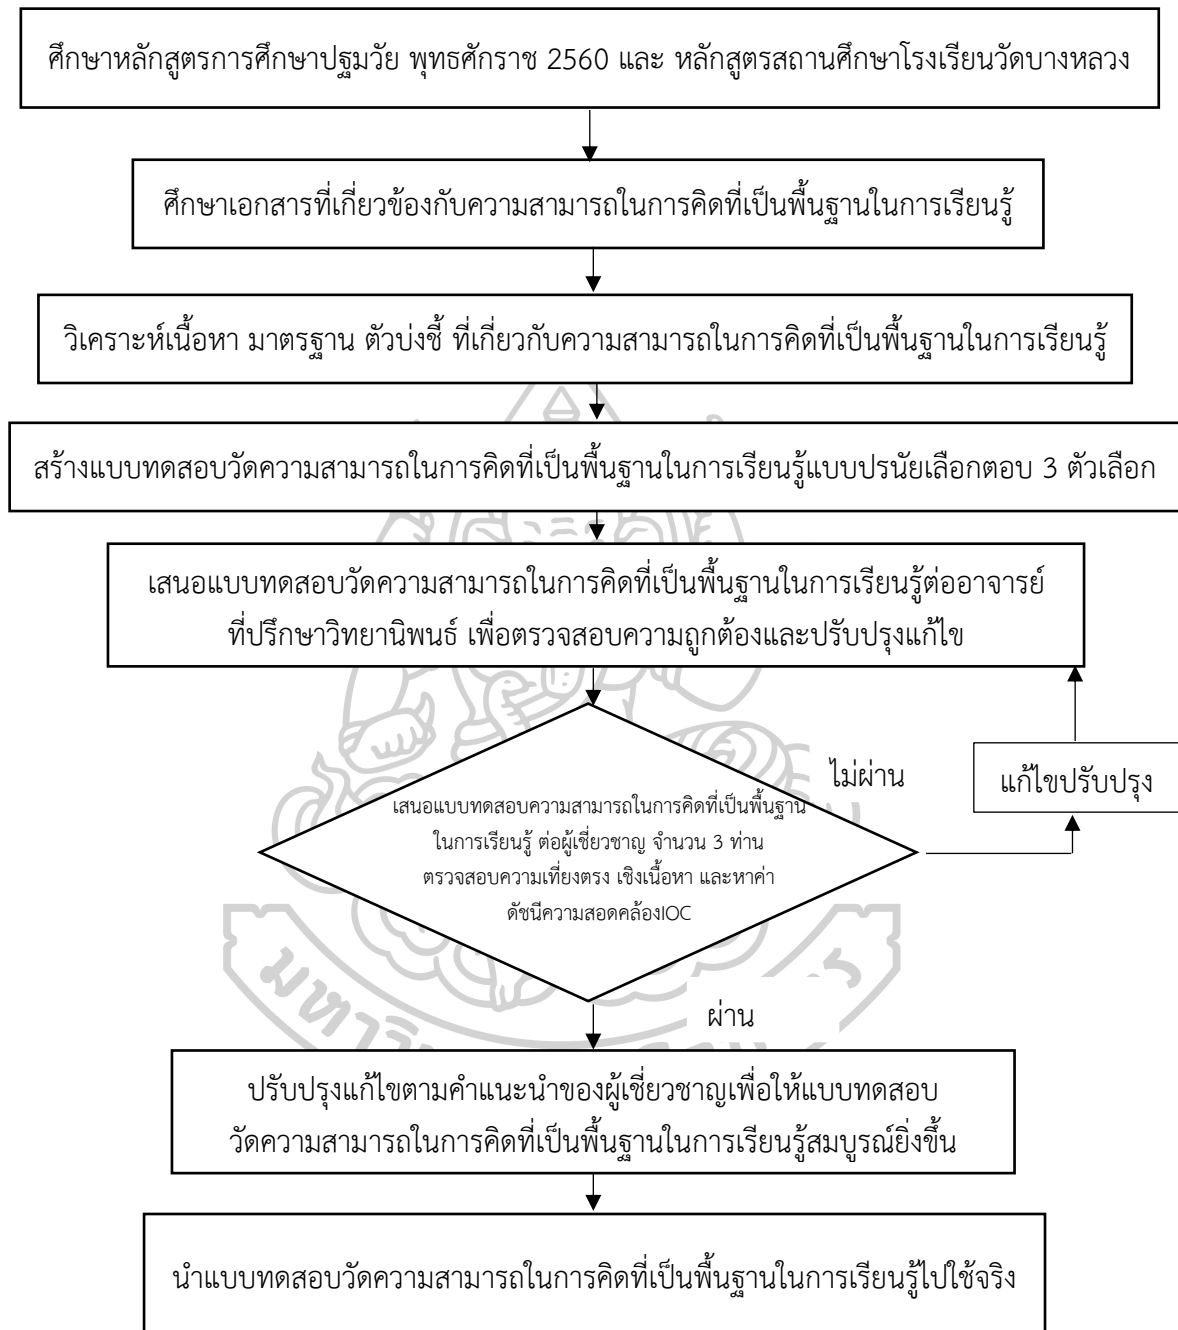 ศึกษาหลักสูตรการศึกษาปฐมวัย พุทธศักราช 2560 และ หลักสูตรสถานศึกษาโรงเรียนวัดบางหลวง
ศึกษาเอกสารที่เกี่ยวข้องกับความสามารถในการคิดที่เป็นพื้นฐานในการเรียนรู้
วิเคราะห์เนื้อหา มาตรฐาน ตัวบ่งชี้ ที่เกี่ยวกับความสามารถในการคิดที่เป็นพื้นฐานในการเรียนรู้
สร้างแบบทดสอบวัดความสามารถในการคิดที่เป็นพื้นฐานในการเรียนรู้แบบปรนัยเลือกตอบ 3 ตัวเลือก
เสนอแบบทดสอบวัดความสามารถในการคิดที่เป็นพื้นฐานในการเรียนรู้ต่ออาจารย์
ที่ปรึกษาวิทยานิพนธ์ เพื่อตรวจสอบความถูกต้องและปรับปรุงแก้ไข
ไม่ผ่าน
แก้ไขปรับปรุง
เสนอแบบทดสอบความสามารถในการคิดที่เป็นพื้นฐาน
ในการเรียนรู้ ต่อผู้เชี่ยวชาญ จำนวน 3 ท่าน
ตรวจสอบความเที่ยงตรง เชิงเนื้อหา และหาค่า
ดัชนีความสอดคล้องIOC
ผ่าน
ปรับปรุงแก้ไขตามคำแนะนำของผู้เชี่ยวชาญเพื่อให้แบบทดสอบ
วัดความสามารถในการคิดที่เป็นพื้นฐานในการเรียนรู้สมบูรณ์ยิ่งขึ้น
นำแบบทดสอบวัดความสามารถในการคิดที่เป็นพื้นฐานในการเรียนรู้ไปใช้จริง